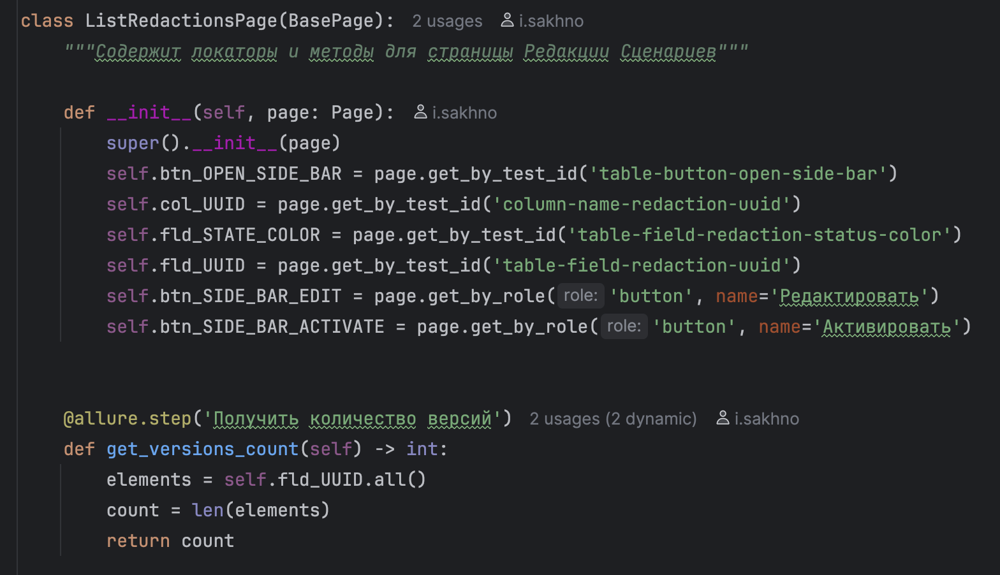 class ListRedactionsPage(BasePage): 2 usages i.sakhno
"""Содержит локаторы и методы для страницы Редакции Сценариев"""
def __init__(self, page: Page): i.sakhno
super().__init__(page)
self.btn_OPEN_SIDE_BAR = page.get_by_test_id('table-button-open-side-bar')
self.col_UUID = page.get_by_test_id('column-name-redaction-uuid')
self.fld_STATE_COLOR = page.get_by_test_id('table-field-redaction-status-color')
self.fld_UUID = page.get_by_test_id('table-field-redaction-uuid')
self.btn_SIDE_BAR_EDIT = page.get_by_role( role: 'button', name='Редактировать')
self.btn_SIDE_BAR_ACTIVATE = page.get_by_role( role: 'button', name='Активировать')
@allure.step('Получить количество версий') 2 usages (2 dynamic) i.sakhno
def get_versions_count(self) -> int:
elements = self.fld_UUID.all()
count = len(elements)
return count